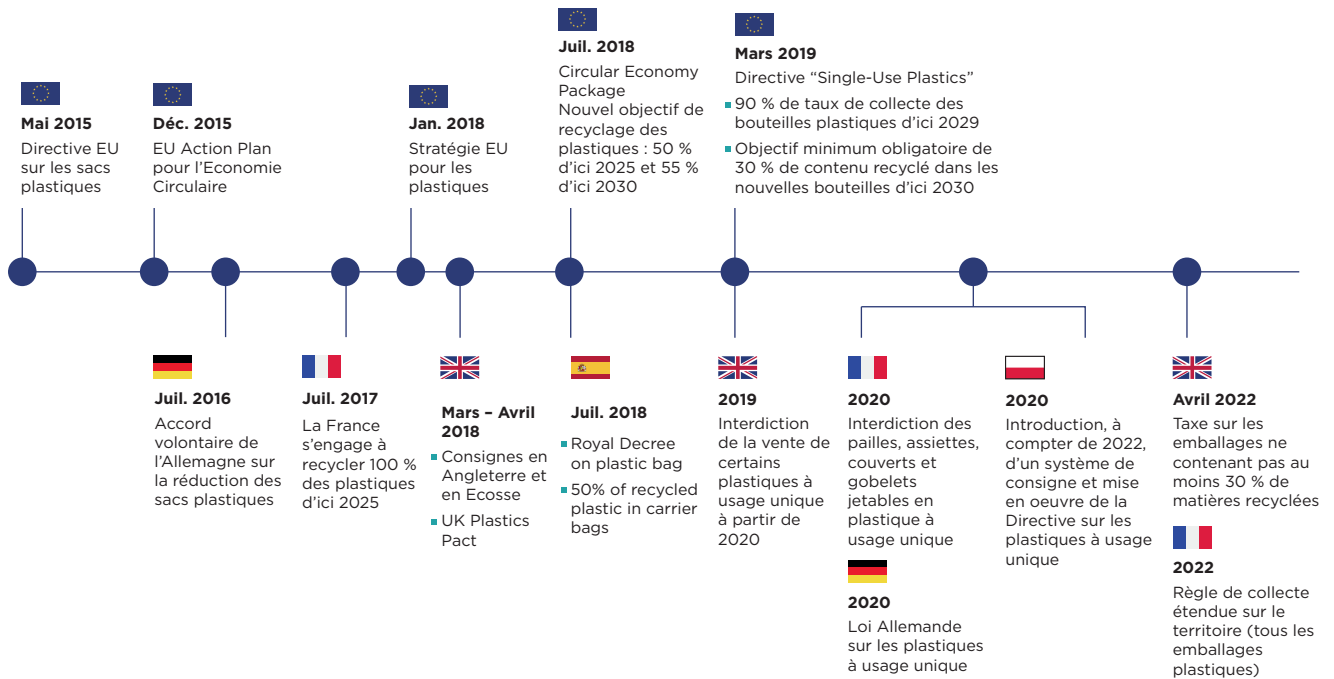 Mai 2015
Directive EU
sur les sacs
plastiques
Déc. 2015
EU Action Plan
pour l'Economie
Circulaire
Jan. 2018
Stratégie EU
pour les
plastiques
Juil. 2018
Circular Economy
Package
Nouvel objectif de
recyclage des
plastiques : 50 %
d'ici 2025 et 55 %
d'ici 2030
Mars 2019
Directive “Single-Use Plastics”
90 % de taux de collecte des
bouteilles plastiques d'ici 2029
Objectif minimum obligatoire de
30 % de contenu recyclé dans les
nouvelles bouteilles d'ici 2030
Juil. 2016
Accord
volontaire de
l'Allemagne sur
la réduction des
sacs plastiques
Juil. 2017
La France
s'engage à
recycler 100 %
des plastiques
d'ici 2025
Mars – Avril
2018
Consignes en
Angleterre et
en Ecosse
UK Plastics
Pact
Juil. 2018
Royal Decree
on plastic bag
50% of recycled
plastic in carrier
bags
2019
Interdiction
de la vente de
certains
plastiques à
usage unique
à partir de
2020
2020
Interdiction des
pailles, assiettes,
couverts et
gobelets
jetables en
plastique à
usage unique
2020
Loi Allemande
sur les plastiques
à usage unique
2020
Introduction, à
compter de 2022,
d'un système de
consigne et mise
en oeuvre de la
Directive sur les
plastiques à usage
unique
Avril 2022
Taxe sur les
emballages ne
contenant pas au
moins 30 % de
matières recyclées
2022
Règle de collecte
étendue sur le
territoire (tous les
emballages
plastiques)